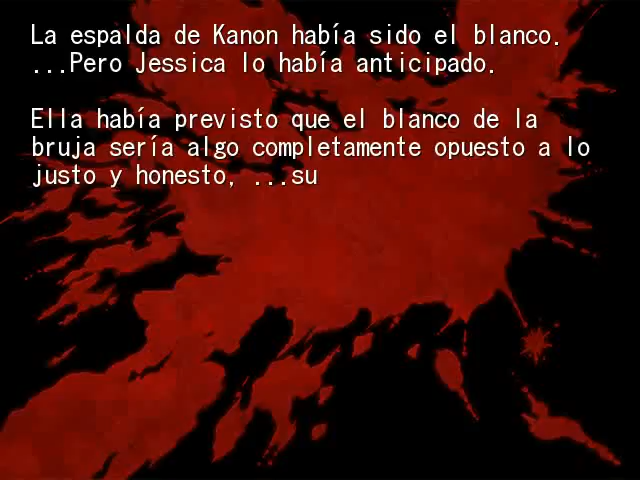 La espalda de Kanon había sido el blanco.
...Pero Jessica lo había anticipado.
Ella había previsto que el blanco de la
bruja sería algo completamente opuesto a lo
justo y honesto, ...su